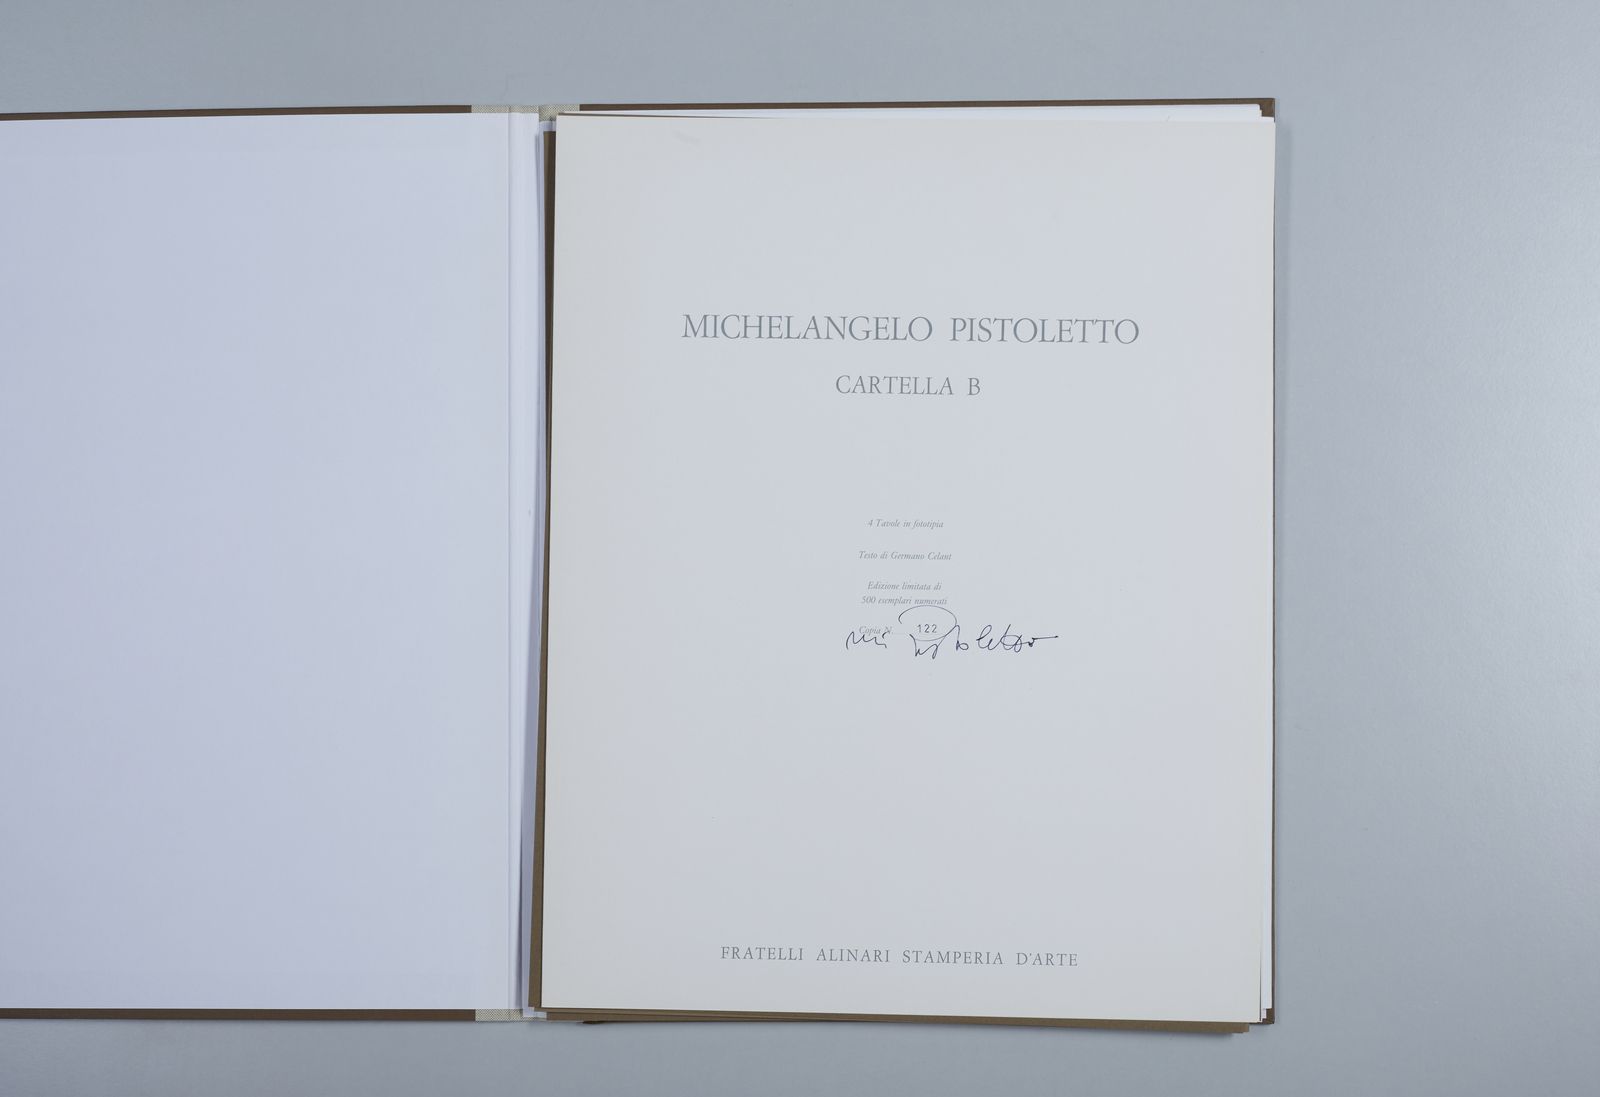 MICHELANGELO PISTOLETTO
CARTELLA B
4 Tavole in fototipia
Testo di Germano Celant
Edizione limitata di
500 esemplari numerati
Copia N. 122
Pistoletto
FRATELLI ALINARI STAMPERIA D'ARTE